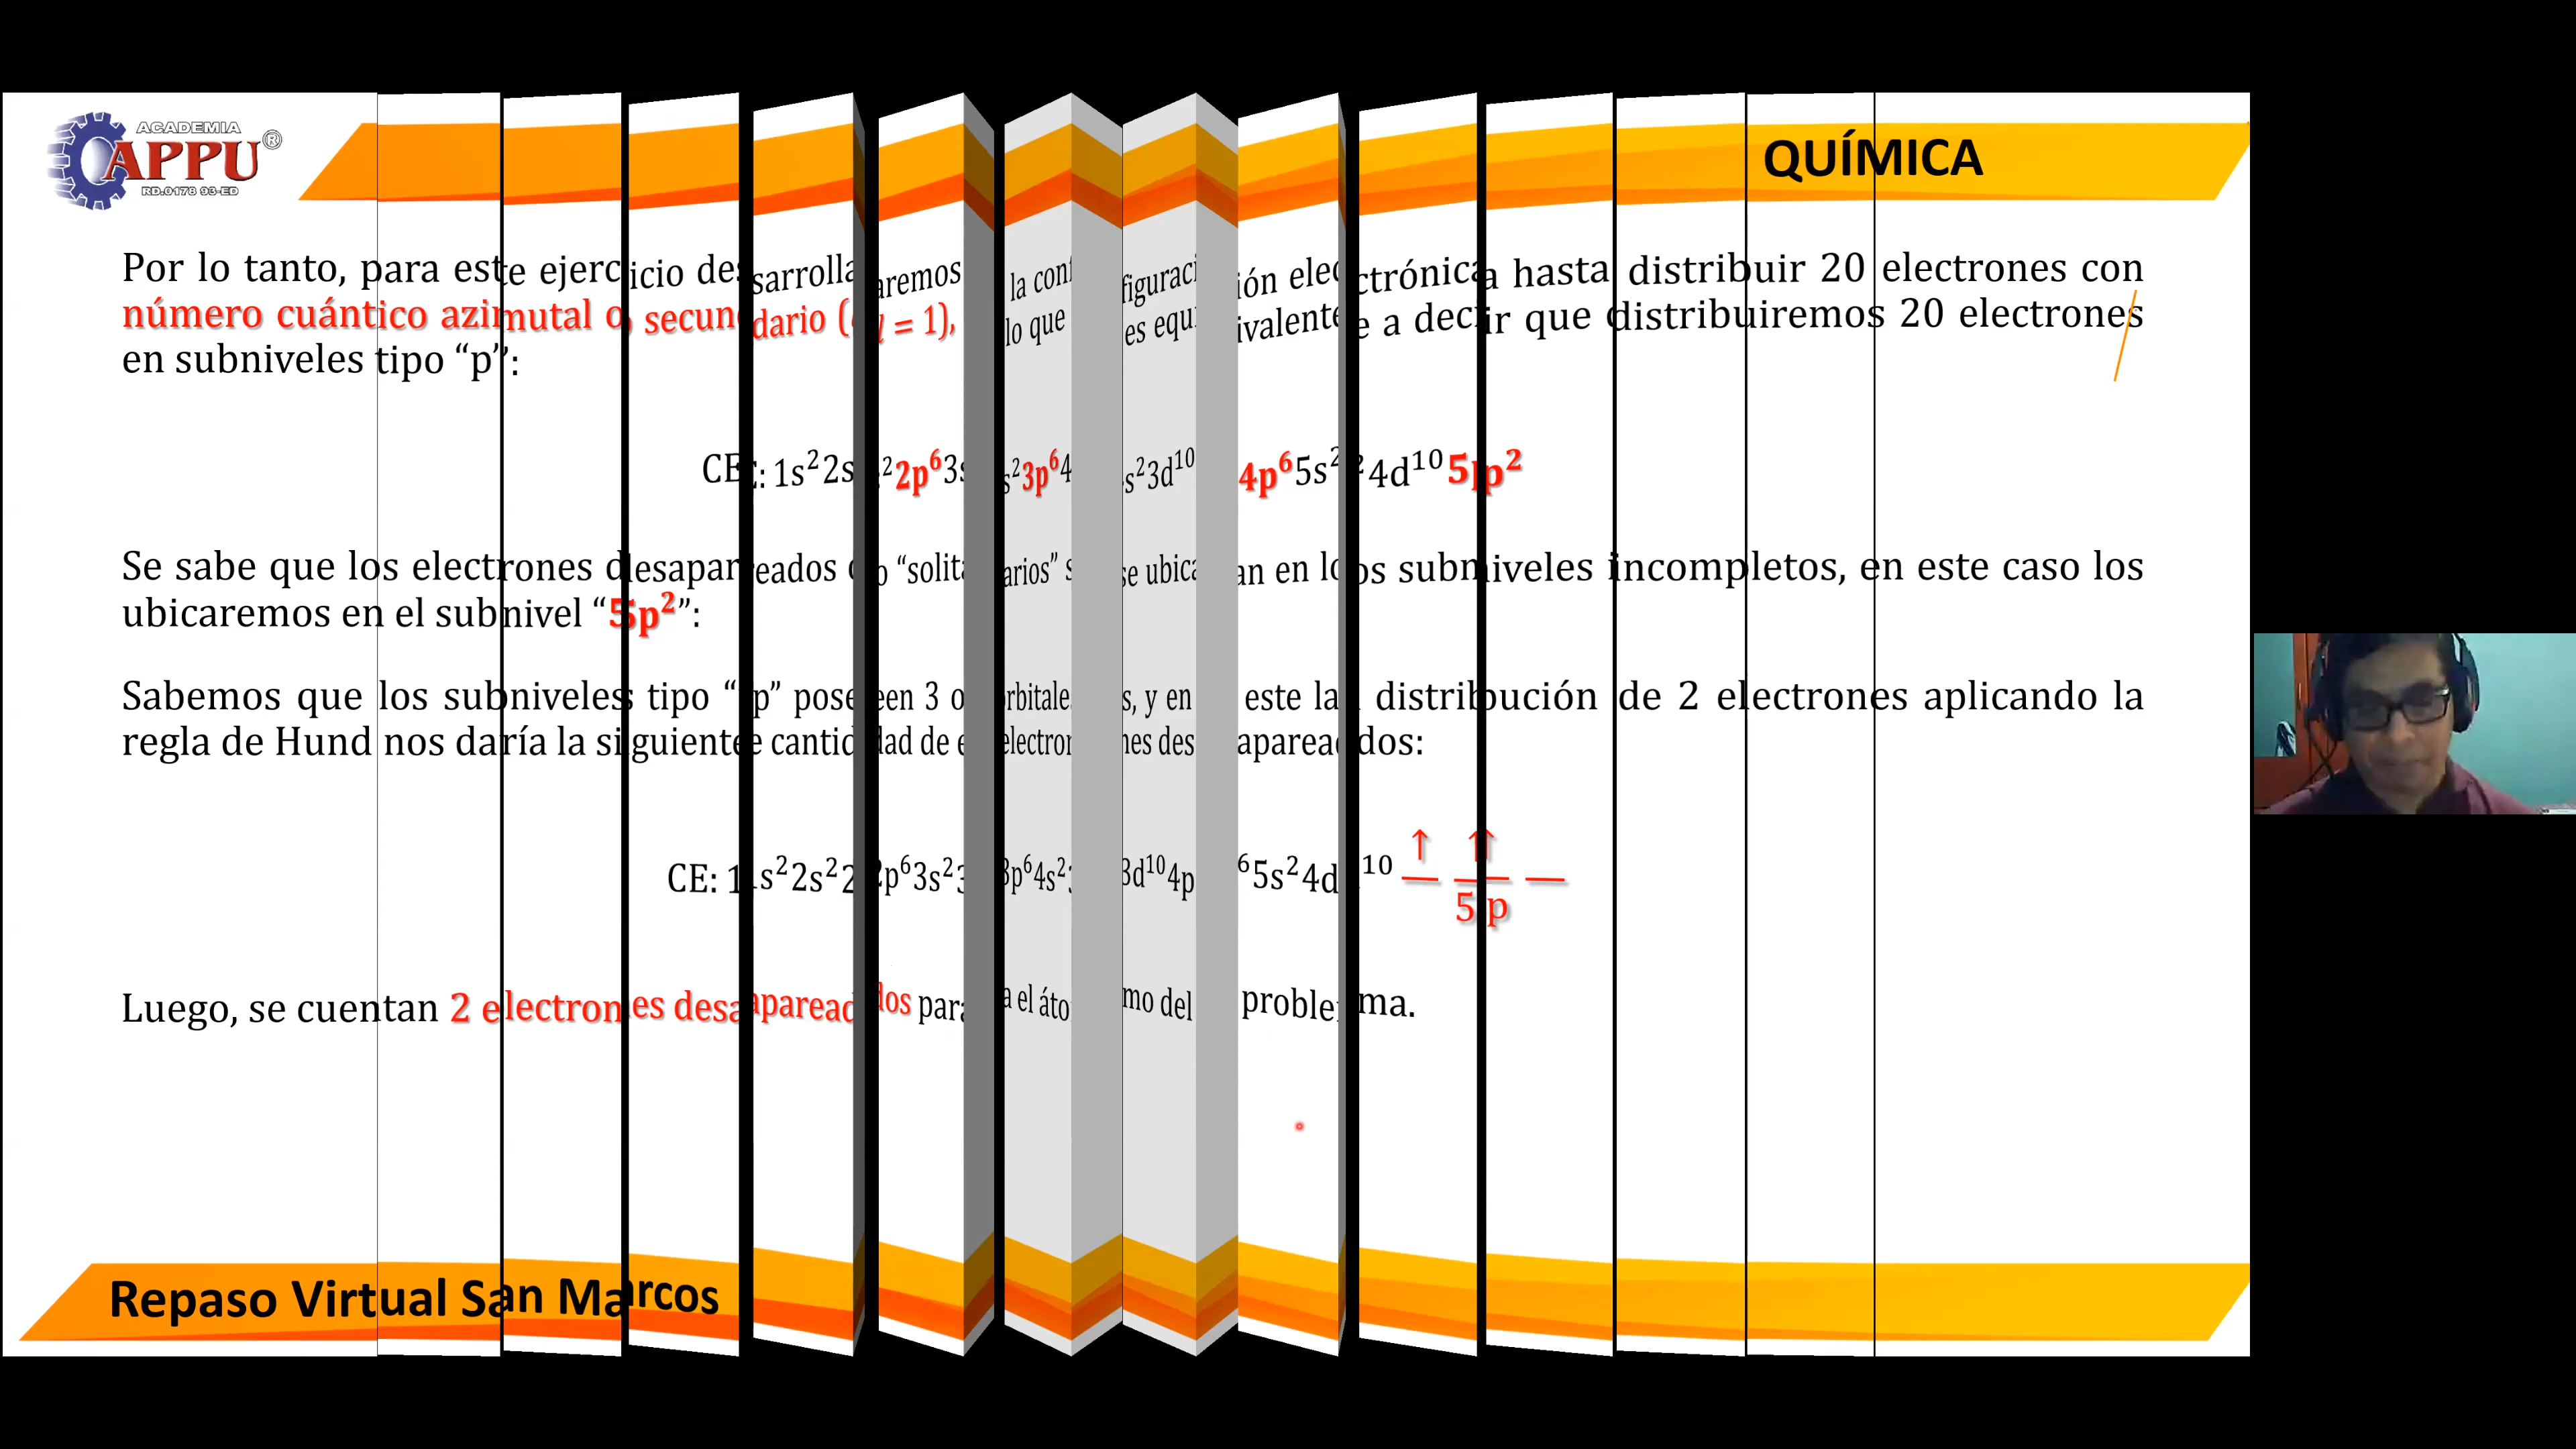 ACADEMIA
APPU®
RD.0178 93-ED
QUÍMICA
Por lo tanto, para este ejercicio desarrollaremos la configuración electrónica hasta distribuir 20 electrones con
número cuántico azimutal o secundario (ℓ = 1), lo que es equivalente a decir que distribuiremos 20 electrones
en subniveles tipo “p”:
CE: 1s²2s²2p⁶3s²3p⁶4s²3d¹⁰4p⁶5s²4d¹⁰5p²
Se sabe que los electrones desapareados o “solitarios” se ubican en los subniveles incompletos, en este caso los
ubicaremos en el subnivel “5p²”:
Sabemos que los subniveles tipo “p” poseen 3 orbitales, y en este la distribución de 2 electrones aplicando la
regla de Hund nos daría la siguiente cantidad de electrones desapareados:
CE: 1s²2s²2p⁶3s²3p⁶4s²3d¹⁰4p⁶5s²4d¹⁰ ↑ ↑ __
5p
Luego, se cuentan 2 electrones desapareados para el átomo del problema.
Repaso Virtual San Marcos